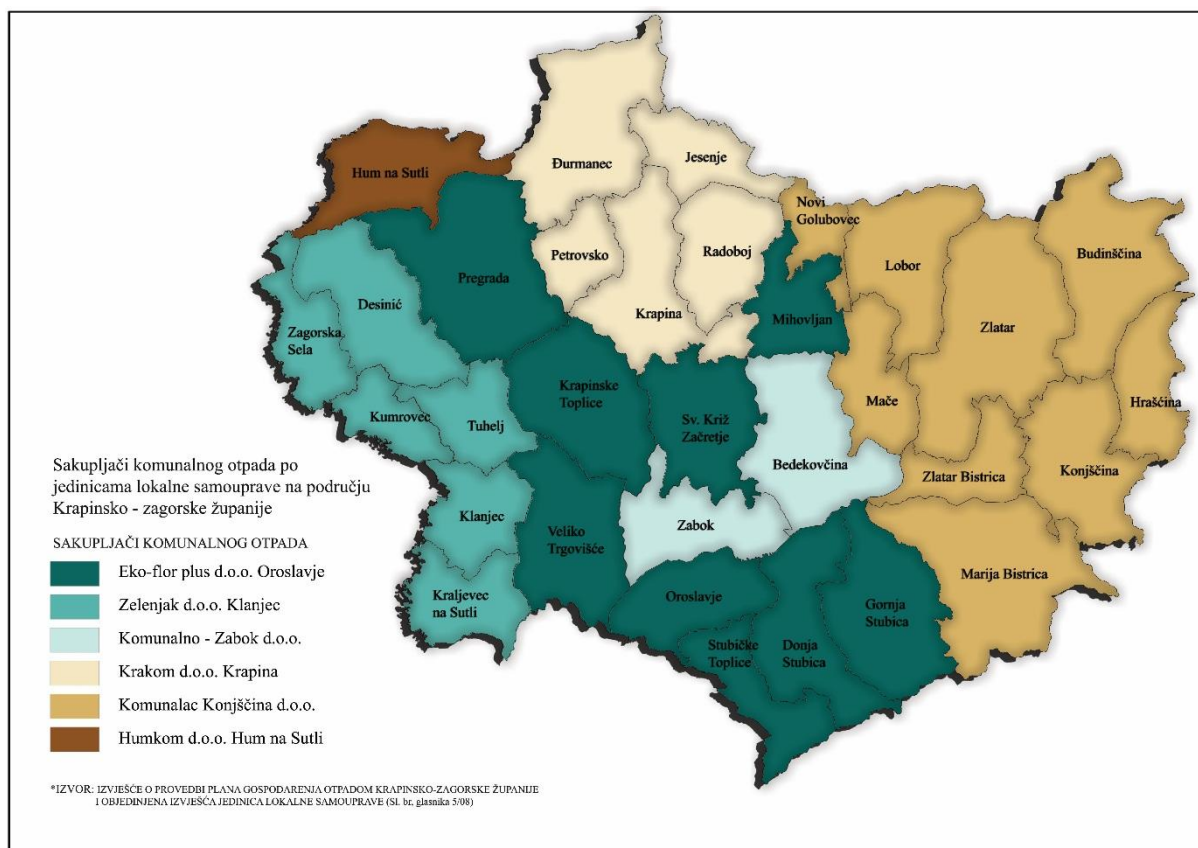 Hum na Sutli
Đurmanec
Jesenje
Novi
Golubovec
Budinščina
Petrovsko
Radoboj
Lobor
Pregrada
Desinić
Krapina
Mihovljan
Zlatar
Zagorska
Sela
Krapinske
Toplice
Mače
Hrašćina
Kumrovec
Tuhelj
Sv. Križ
Začretje
Bedekovčina
Zlatar Bistrica
Konjščina
Klanjec
Veliko
Trgovišće
Zabok
Marija Bistrica
Kraljevec
na Sutli
Oroslavje
Gornja
Stubica
Stubičke
Toplice
Donja
Stubica
Sakupljači komunalnog otpada po
jedinicama lokalne samouprave na području
Krapinsko - zagorske županije
SAKUPLJAČI KOMUNALNOG OTPADA
Eko-flor plus d.o.o. Oroslavje
Zelenjak d.o.o. Klanjec
Komunalno - Zabok d.o.o.
Krakom d.o.o. Krapina
Komunalac Konjščina d.o.o.
Humkom d.o.o. Hum na Sutli
*IZVOR: IZVJEŠĆE O PROVEDBI PLANA GOSPODARENJA OTPADOM KRAPINSKO-ZAGORSKE ŽUPANIJE
I OBJEDINJENA IZVJEŠĆA JEDINICA LOKALNE SAMOUPRAVE (Sl. br, glasnika 5/08)